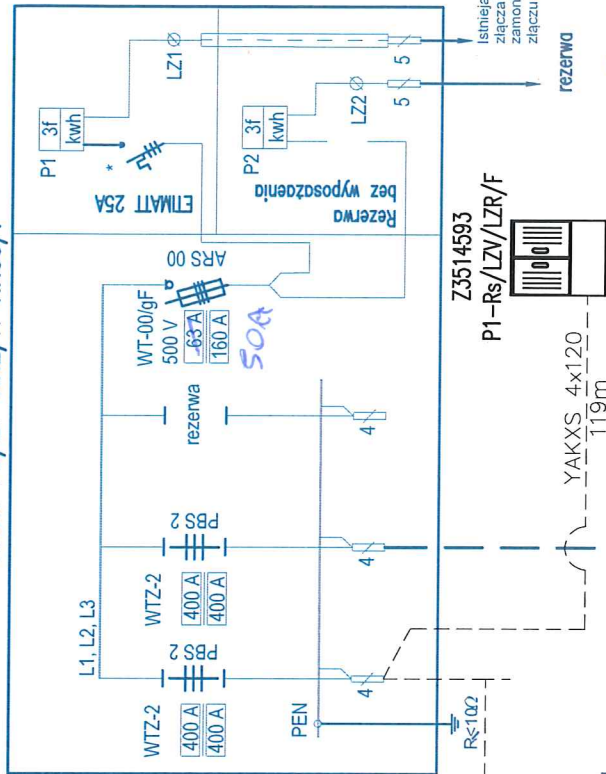 P1
3f
kwh
LZ1
5
Istnieją
złącza
zamon
złączu
*
ETIMATT 25A
P2
3f
kwh
LZ2
5
rezerwa
Rezerwa
bez wyposażenia
ARS 00
a
WT-00/gF
500 V
63 A
160 A
50A
rezerwa
4
Z3514593
P1-Rs/LZV/LZR/F
L1, L2, L3
PBS 2
WTZ-2
400 A
400 A
4
PBS 2
WTZ-2
400 A
400 A
4
PEN
R<10Ω
YAKXS 4x120
119m